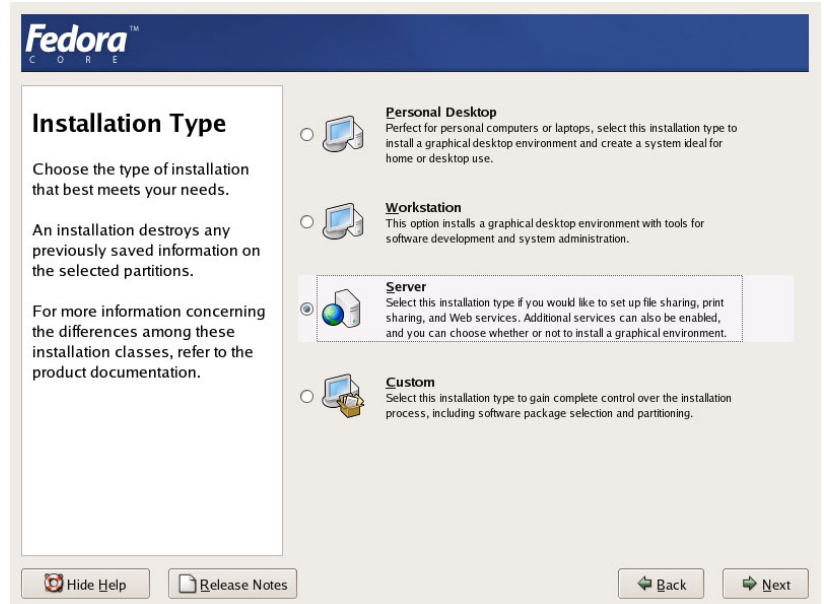 Fedora™
CORE
Installation Type
Choose the type of installation
that best meets your needs.
An installation destroys any
previously saved information on
the selected partitions.
For more information concerning
the differences among these
installation classes, refer to the
product documentation.
Personal Desktop
Perfect for personal computers or laptops, select this installation type to
install a graphical desktop environment and create a system ideal for
home or desktop use.
Workstation
This option installs a graphical desktop environment with tools for
software development and system administration.
Server
Select this installation type if you would like to set up file sharing, print
sharing, and Web services. Additional services can also be enabled,
and you can choose whether or not to install a graphical environment.
Custom
Select this installation type to gain complete control over the installation
process, including software package selection and partitioning.
Hide Help
Release Notes
Back
Next